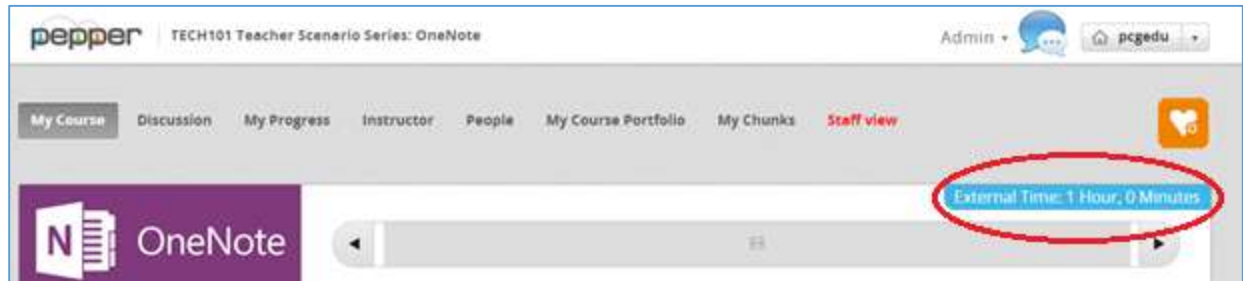 pepper TECH101 Teacher Scenario Series: OneNote Admin pcgedu
My Course Discussion My Progress Instructor People My Course Portfolio My Chunks Staff view
External Time: 1 Hour, 0 Minutes
N OneNote